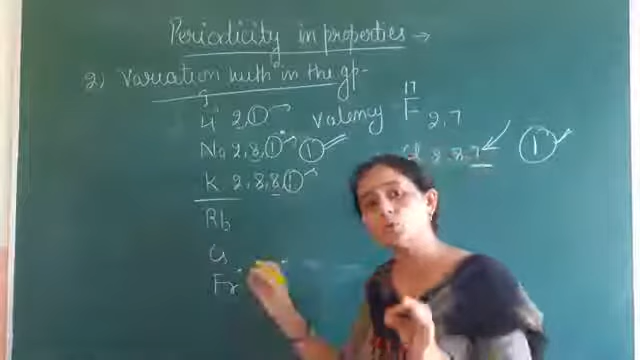 Periodicity in properties →
2) Variation with in the gp-
Li 2,1
Valency
17
F 2,7
Na 2,8,1 1
Cl 2,8,7 1
K 2,8,8,1
Rb
Cs
Fr